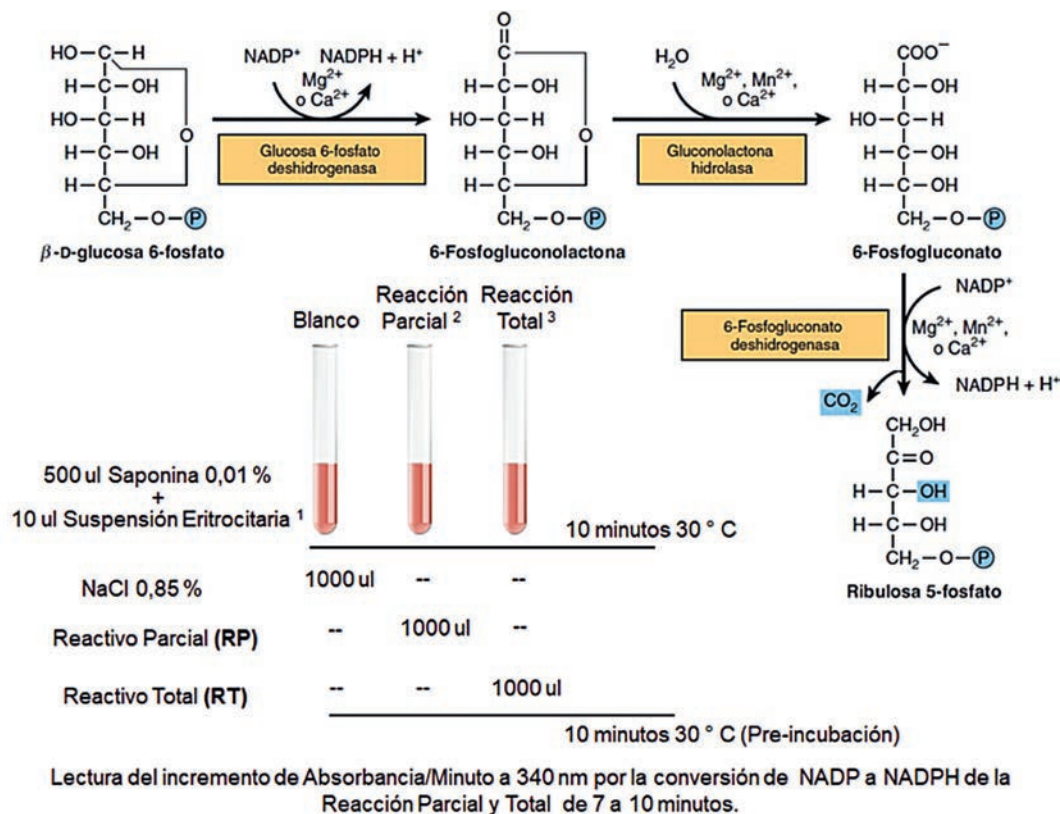 HO—C—H
H—C—OH
HO—C—H
O
H—C—OH
H—C
CH₂—O—P
β-D-glucosa 6-fosfato
NADP⁺ NADPH + H⁺
Mg²⁺
o Ca²⁺
Glucosa 6-fosfato
deshidrogenasa
O
C
H—C—OH
HO—C—H
O
H—C—OH
H—C
CH₂—O—P
6-Fosfogluconolactona
H₂O
Mg²⁺, Mn²⁺,
o Ca²⁺
Gluconolactona
hidrolasa
COO⁻
H—C—OH
HO—C—H
H—C—OH
H—C—OH
CH₂—O—P
6-Fosfogluconato
NADP⁺
Mg²⁺, Mn²⁺,
o Ca²⁺
NADPH + H⁺
6-Fosfogluconato
deshidrogenasa
CO₂
CH₂OH
C=O
H—C—OH
H—C—OH
CH₂—O—P
Ribulosa 5-fosfato
Blanco
Reacción
Parcial ²
Reacción
Total ³
500 ul Saponina 0,01 %
+
10 ul Suspensión Eritrocitaria ¹
10 minutos 30 ° C
NaCl 0,85 % 1000 ul -- --
Reactivo Parcial (RP) -- 1000 ul --
Reactivo Total (RT) -- -- 1000 ul
10 minutos 30 ° C (Pre-incubación)
Lectura del incremento de Absorbancia/Minuto a 340 nm por la conversión de NADP a NADPH de la
Reacción Parcial y Total de 7 a 10 minutos.